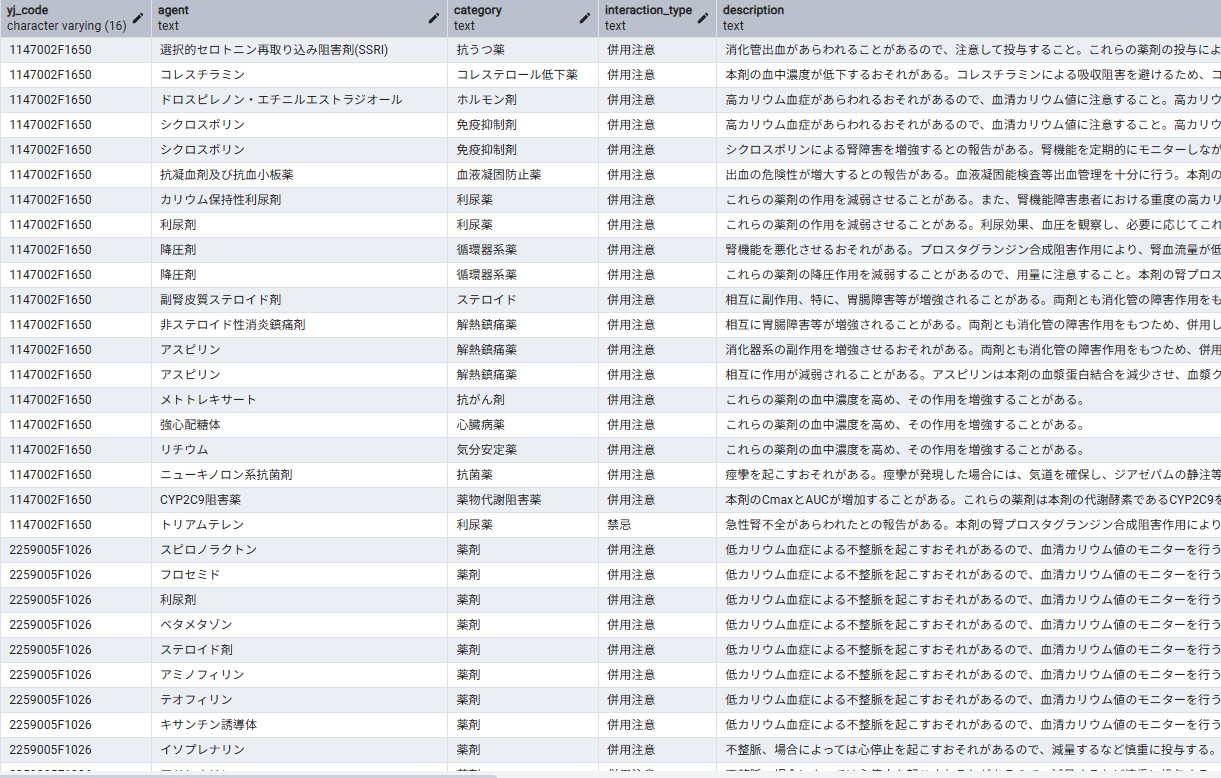 yj_code agent category interaction_type description
character varying (16) text text text text
1147002F1650 選択的セロトニン再取り込み阻害剤(SSRI) 抗うつ薬 併用注意 消化管出血があらわれることがあるので、注意して投与すること。これらの薬剤の投与によ
1147002F1650 コレスチラミン コレステロール低下薬 併用注意 本剤の血中濃度が低下するおそれがある。コレスチラミンによる吸収阻害を避けるため、コ
1147002F1650 ドロスピレノン・エチニルエストラジオール ホルモン剤 併用注意 高カリウム血症があらわれるおそれがあるので、血清カリウム値に注意すること。高カリウ
1147002F1650 シクロスポリン 免疫抑制剤 併用注意 高カリウム血症があらわれるおそれがあるので、血清カリウム値に注意すること。高カリウ
1147002F1650 シクロスポリン 免疫抑制剤 併用注意 シクロスポリンによる腎障害を増強するとの報告がある。腎機能を定期的にモニターしなが
1147002F1650 抗凝血剤及び抗血小板薬 血液凝固防止薬 併用注意 出血の危険性が増大するとの報告がある。血液凝固能検査等出血管理を十分に行う。本剤の
1147002F1650 カリウム保持性利尿剤 利尿薬 併用注意 これらの薬剤の作用を減弱させることがある。また、腎機能障害患者における重度の高カリ
1147002F1650 利尿剤 利尿薬 併用注意 これらの薬剤の作用を減弱させることがある。利尿効果、血圧を観察し、必要に応じてこれ
1147002F1650 降圧剤 循環器系薬 併用注意 腎機能を悪化させるおそれがある。プロスタグランジン合成阻害作用により、腎血流量が低
1147002F1650 降圧剤 循環器系薬 併用注意 これらの薬剤の降圧作用を減弱することがあるので、用量に注意すること。本剤の腎プロス
1147002F1650 副腎皮質ステロイド剤 ステロイド 併用注意 相互に副作用、特に、胃腸障害等が増強されることがある。両剤とも消化管の障害作用をも
1147002F1650 非ステロイド性消炎鎮痛剤 解熱鎮痛薬 併用注意 相互に胃腸障害等が増強されることがある。両剤とも消化管の障害作用をもつため、併用し
1147002F1650 アスピリン 解熱鎮痛薬 併用注意 消化器系の副作用を増強させるおそれがある。両剤とも消化管の障害作用をもつため、併用
1147002F1650 アスピリン 解熱鎮痛薬 併用注意 相互に作用が減弱されることがある。アスピリンは本剤の血漿蛋白結合を減少させ、血漿ク
1147002F1650 メトトレキサート 抗がん剤 併用注意 これらの薬剤の血中濃度を高め、その作用を増強することがある。
1147002F1650 強心配糖体 心臓病薬 併用注意 これらの薬剤の血中濃度を高め、その作用を増強することがある。
1147002F1650 リチウム 気分安定薬 併用注意 これらの薬剤の血中濃度を高め、その作用を増強することがある。
1147002F1650 ニューキノロン系抗菌剤 抗菌薬 併用注意 痙攣を起こすおそれがある。痙攣が発現した場合には、気道を確保し、ジアゼパムの静注等
1147002F1650 CYP2C9阻害薬 薬物代謝阻害薬 併用注意 本剤のCmaxとAUCが増加することがある。これらの薬剤は本剤の代謝酵素であるCYP2C9を
1147002F1650 トリアムテレン 利尿薬 禁忌 急性腎不全があらわれたとの報告がある。本剤の腎プロスタグランジン合成阻害作用により
2259005F1026 スピロノラクトン 薬剤 併用注意 低カリウム血症による不整脈を起こすおそれがあるので、血清カリウム値のモニターを行う
2259005F1026 フロセミド 薬剤 併用注意 低カリウム血症による不整脈を起こすおそれがあるので、血清カリウム値のモニターを行う
2259005F1026 利尿剤 薬剤 併用注意 低カリウム血症による不整脈を起こすおそれがあるので、血清カリウム値のモニターを行う
2259005F1026 ベタメタゾン 薬剤 併用注意 低カリウム血症による不整脈を起こすおそれがあるので、血清カリウム値のモニターを行う
2259005F1026 ステロイド剤 薬剤 併用注意 低カリウム血症による不整脈を起こすおそれがあるので、血清カリウム値のモニターを行う
2259005F1026 アミノフィリン 薬剤 併用注意 低カリウム血症による不整脈を起こすおそれがあるので、血清カリウム値のモニターを行う
2259005F1026 テオフィリン 薬剤 併用注意 低カリウム血症による不整脈を起こすおそれがあるので、血清カリウム値のモニターを行う
2259005F1026 キサンチン誘導体 薬剤 併用注意 低カリウム血症による不整脈を起こすおそれがあるので、血清カリウム値のモニターを行う
2259005F1026 イソプレナリン 薬剤 併用注意 不整脈、場合によっては心停止を起こすおそれがあるので、減量するなど慎重に投与する。